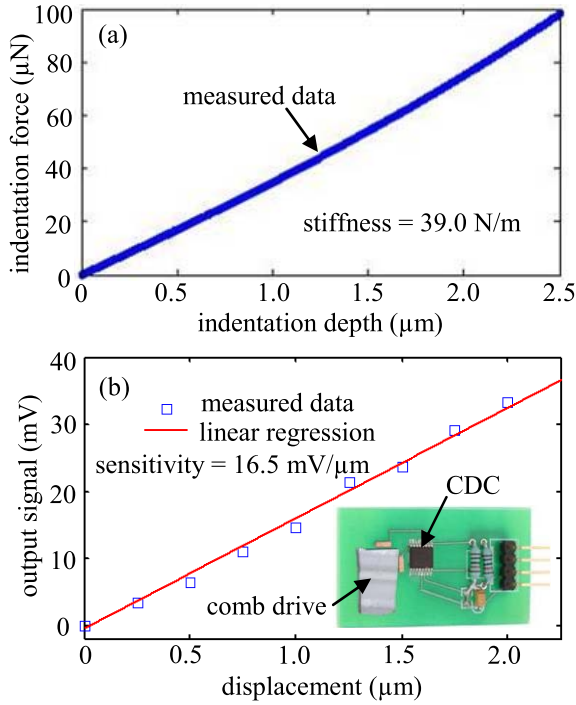 100
80
60
40
20
0
indentation force (µN)
(a)
measured data
stiffness = 39.0 N/m
0
0.5
1.0
1.5
2.0
2.5
indentation depth (µm)
40
30
20
10
0
output signal (mV)
(b)
measured data
linear regression
sensitivity = 16.5 mV/µm
CDC
comb drive
0
0.5
1.0
1.5
2.0
displacement (µm)